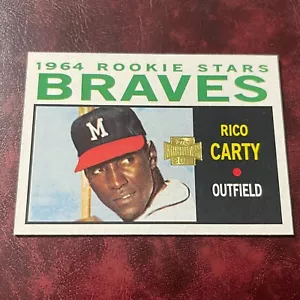 1964 ROOKIE STARS
BRAVES
M
RICO
CARTY
OUTFIELD